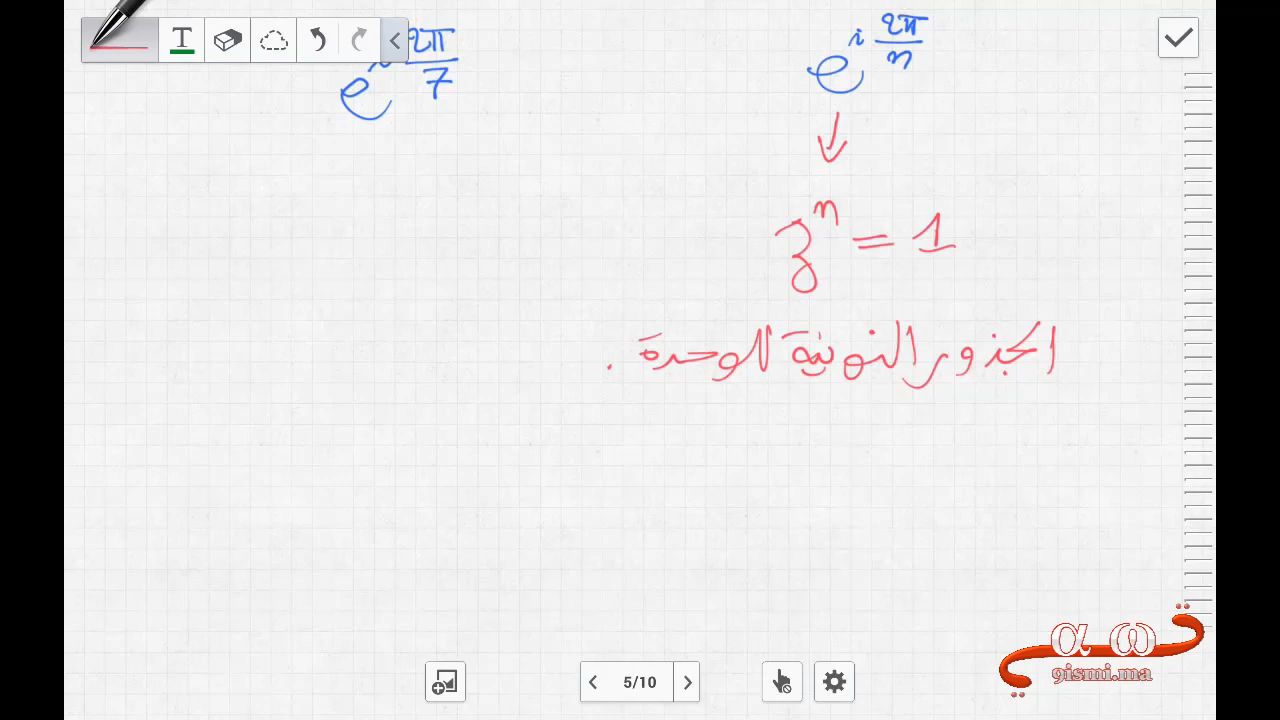 T
e^{i 2π/7}
e^{i 2π/n}
↓
z^n = 1
الجذور النونية للوحدة .
α ω
gismi.ma
5/10